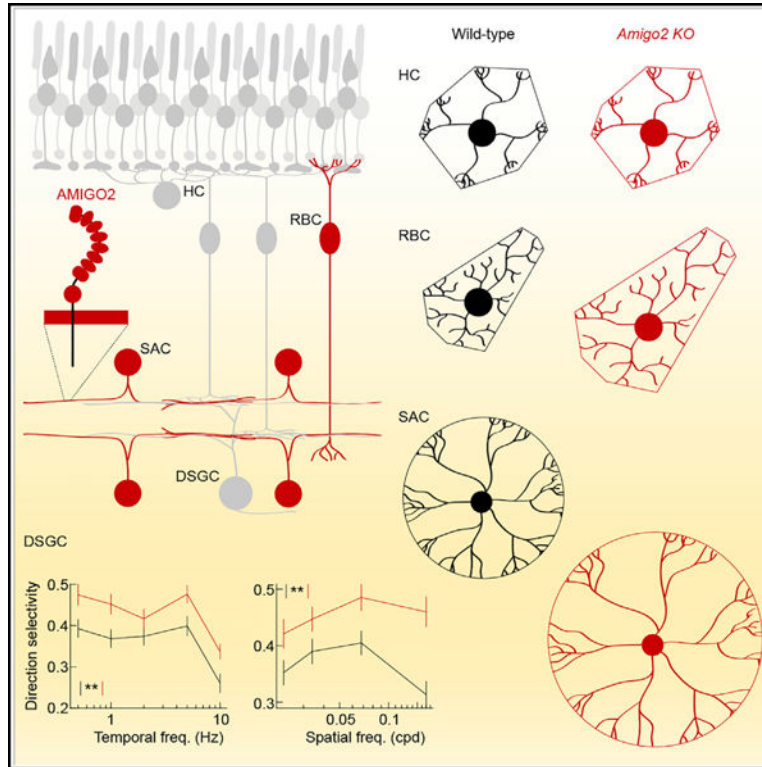 Wild-type
Amigo2 KO
HC
AMIGO2
HC
RBC
RBC
SAC
SAC
DSGC
DSGC
Direction selectivity
0.5
0.4
0.3
0.2
**
1
10
Temporal freq. (Hz)
0.5
0.4
0.3
**
0.05
0.1
Spatial freq. (cpd)